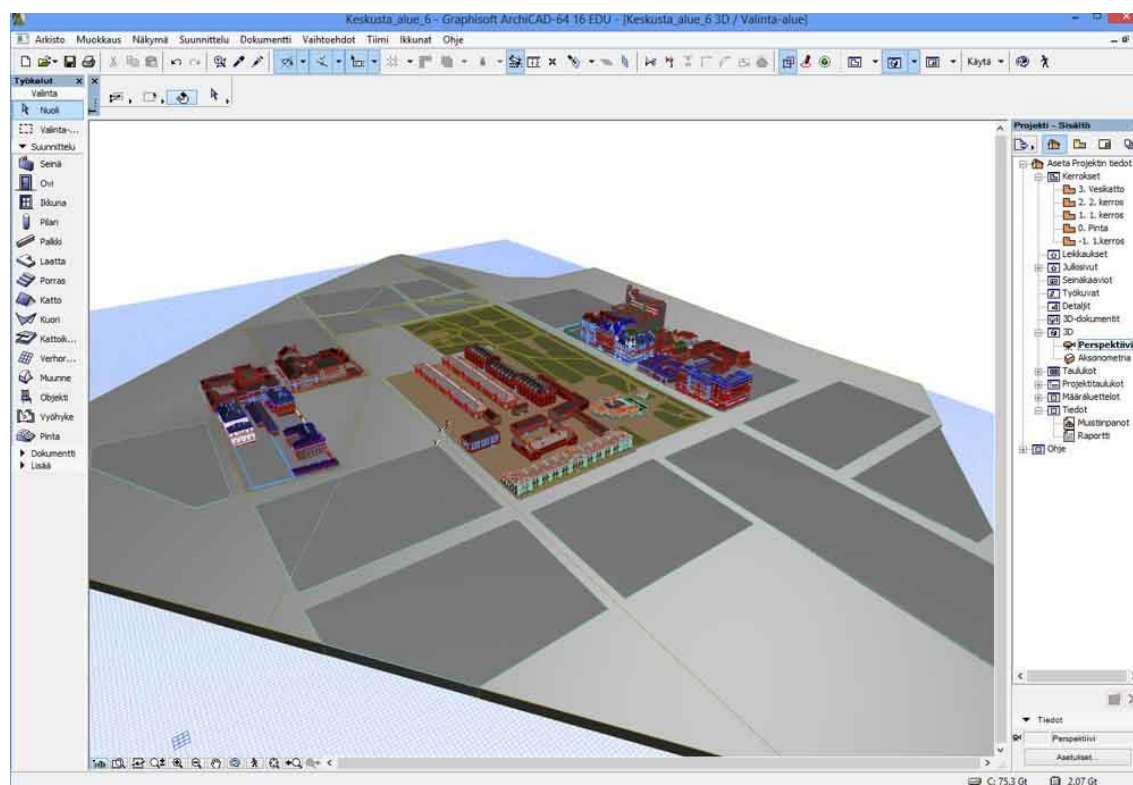 Keskusta_alue_6 - Graphisoft ArchiCAD-64 16 EDU - [Keskusta_alue_6 3D / Valinta-alue]
Arkisto Muokkaus Näkymä Suunnittelu Dokumentti Vaihtoehdot Tiimi Ikkunat Ohje
Käytä
Työkalut
Valinta
Nuoli
Valinta-...
Suunnittelu
Seinä
Ovi
Ikkuna
Pilari
Palkki
Laatta
Porras
Katto
Kuori
Kattoik...
Verhor...
Muunne
Objekti
Vyöhyke
Pinta
Dokumentti
Lisää
Projekti - Sisältö
Aseta Projektin tiedot
Kerrokset
3. Vesikatto
2. 2. kerros
1. 1. kerros
0. Pinta
-1. 1.kerros
Leikkaukset
Julkisivut
Seinäkaaviot
Työkuvat
Detaljit
3D-dokumentit
3D
Perspektiivi
Aksonometria
Taulukot
Projektitaulukot
Määräluettelot
Tiedot
Muistiinpanot
Raportti
Ohje
Tiedot
Perspektiivi
Asetukset...
C: 75.3 Gt 2.07 Gt